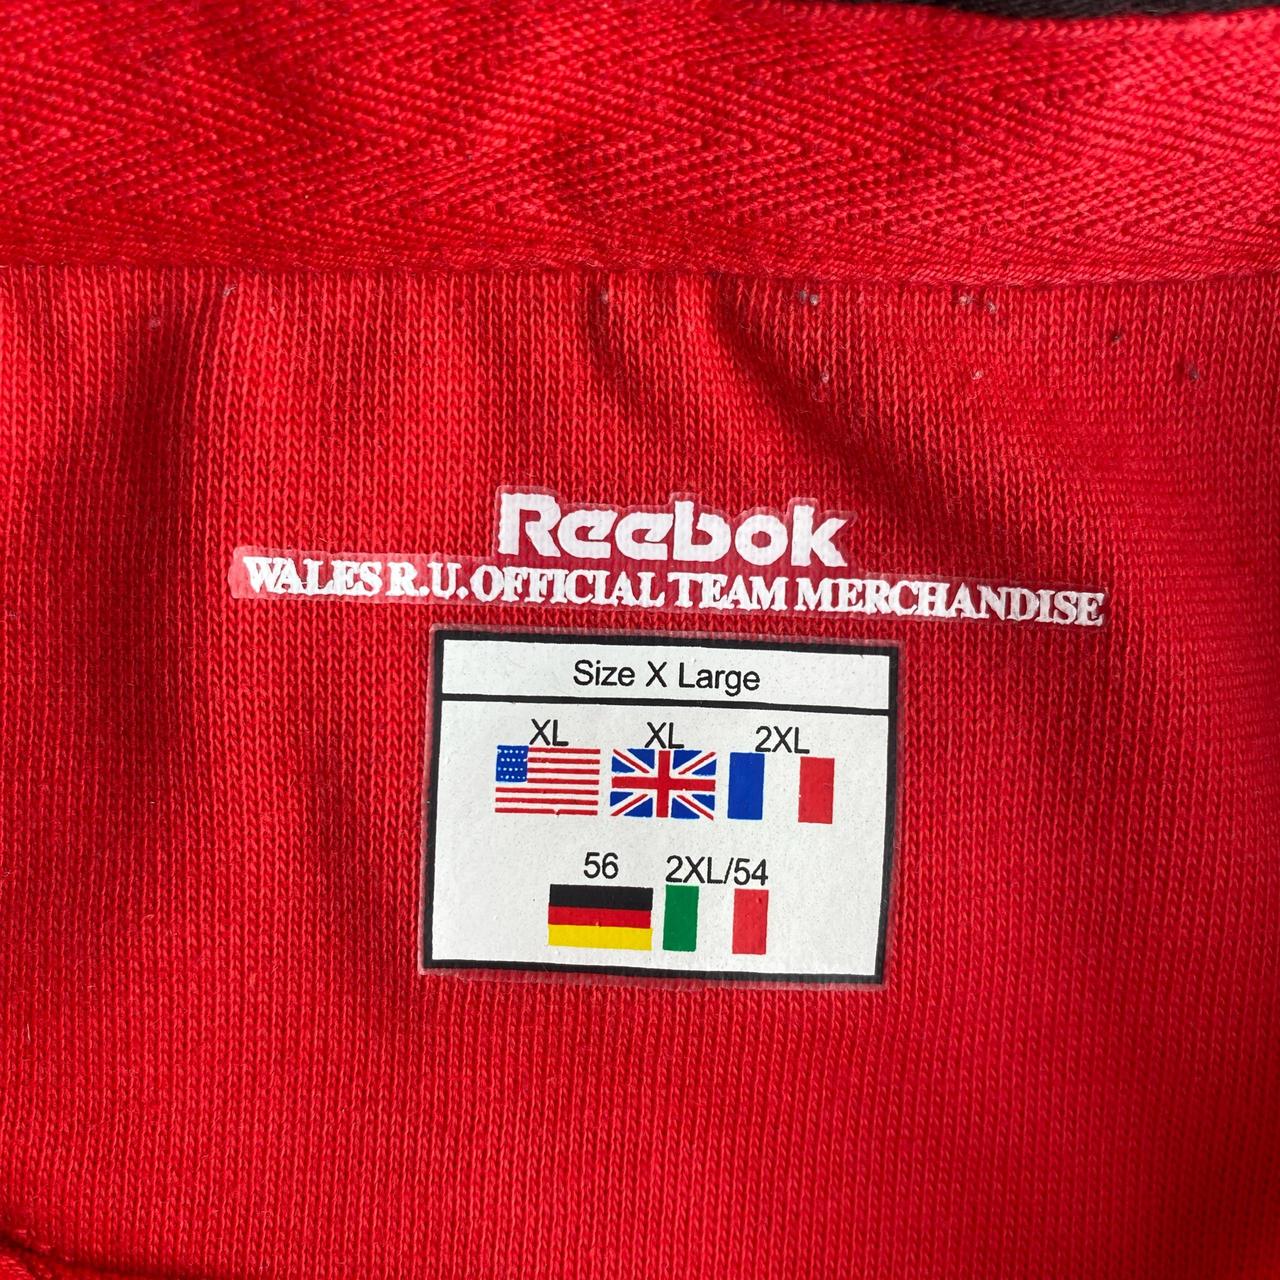 Reebok
WALES R.U. OFFICIAL TEAM MERCHANDISE
Size X Large
XL XL 2XL
56 2XL/54